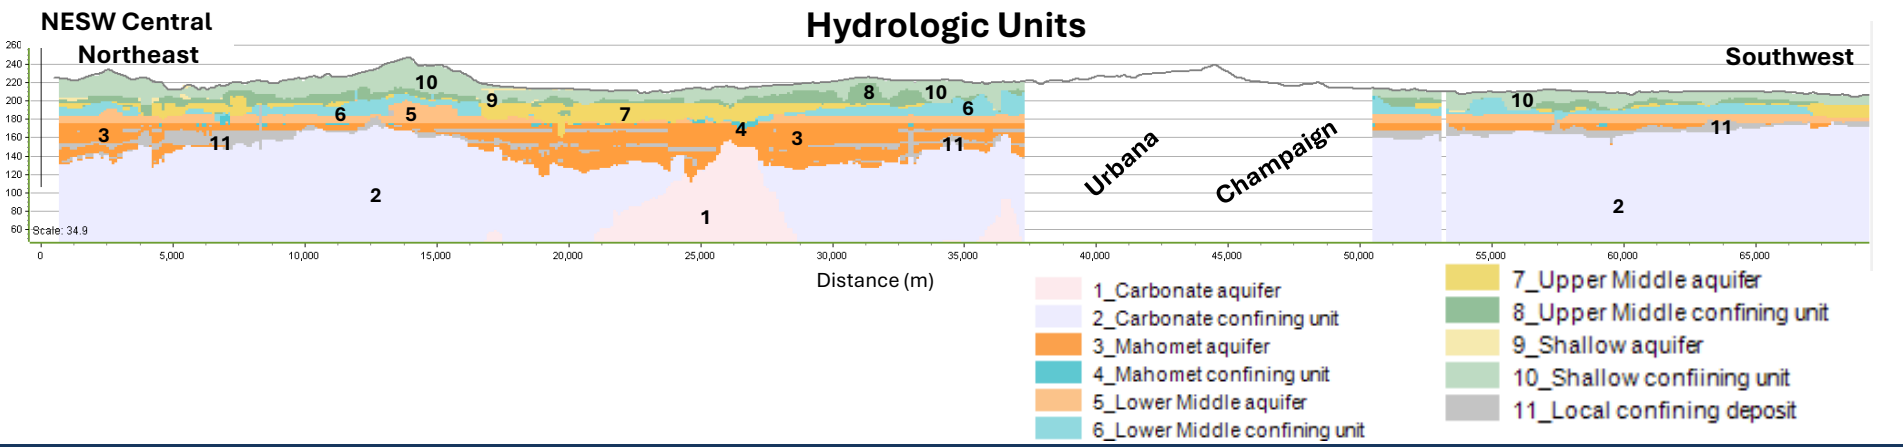 NESW Central
Hydrologic Units
Northeast
Southwest
260
240
220
200
180
160
140
120
100
80
60
10
9
8
10
6
10
6
5
7
4
3
11
3
11
11
2
1
2
Urbana
Champaign
Scale: 34.9
0
5,000
10,000
15,000
20,000
25,000
30,000
35,000
40,000
45,000
50,000
55,000
60,000
65,000
Distance (m)
1_Carbonate aquifer
2_Carbonate confining unit
3_Mahomet aquifer
4_Mahomet confining unit
5_Lower Middle aquifer
6_Lower Middle confining unit
7_Upper Middle aquifer
8_Upper Middle confining unit
9_Shallow aquifer
10_Shallow confiining unit
11_Local confining deposit